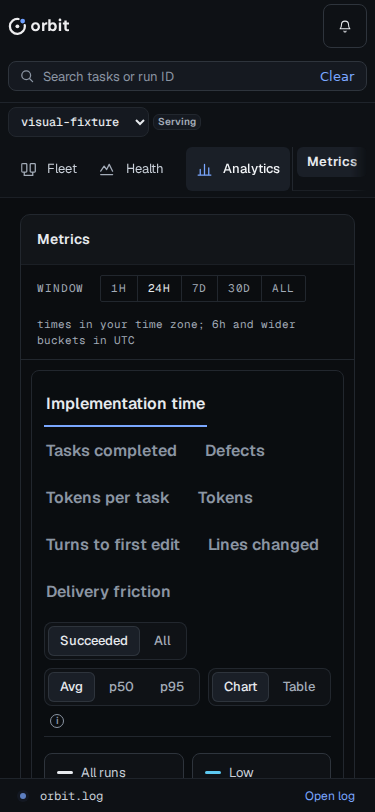 orbit
Search tasks or run ID Clear
visual-fixture Serving
Fleet Health Analytics Metrics
Metrics
WINDOW 1H 24H 7D 30D ALL
times in your time zone; 6h and wider
buckets in UTC
Implementation time
Tasks completed Defects
Tokens per task Tokens
Turns to first edit Lines changed
Delivery friction
Succeeded All
Avg p50 p95 Chart Table
i
All runs Low
orbit.log Open log